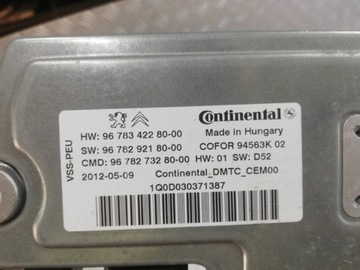 Continental
HW: 96 783 422 80-00 Made in Hungary
SW: 96 782 921 80-00 COFOR 94563K 02
CMD: 96 782 732 80-00 HW: 01 SW: D52
2012-05-09 Continental_DMTC_CEM00
1Q0D030371387
VSS-PEU